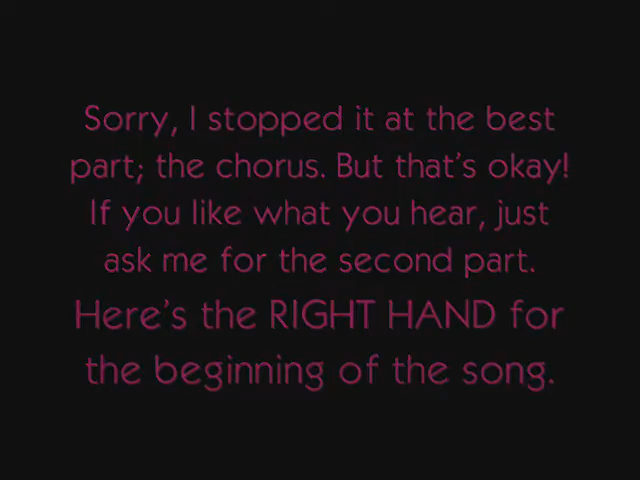 Sorry, I stopped it at the best
part; the chorus. But that's okay!
If you like what you hear, just
ask me for the second part.
Here's the RIGHT HAND for
the beginning of the song.